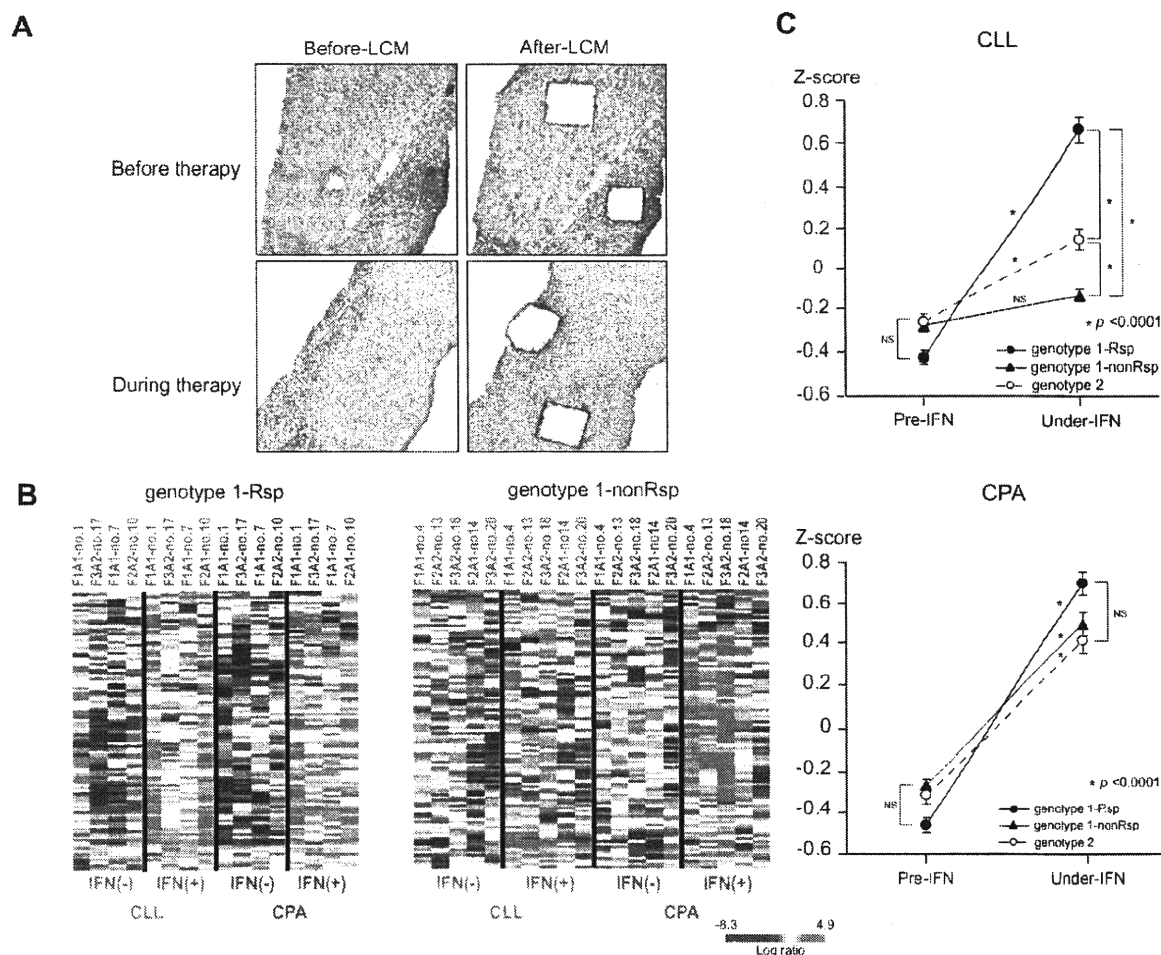 A
Before-LCM After-LCM
Before therapy
During therapy
B
genotype 1-Rsp
F1A1-no.1 F3A2-no.17 F1A1-no.7 F2A2-no.10 F1A1-no.1 F3A2-no.17 F2A1-no.7 F2A1-no.10 F1A1-no.1 F3A2-no.17 F1A1-no.7 F2A2-no.10 F1A1-no.1 F3A2-no.17 F1A1-no.7 F2A1-no.10
IFN(-) IFN(+) IFN(-) IFN(+)
CLL CPA
genotype 1-nonRsp
F1A1-no.4 F2A2-no.13 F3A2-no.18 F2A1-no.14 F3A2-no.20 F1A1-no.4 F2A2-no.13 F3A2-no.18 F2A1-no.14 F3A2-no.20 F1A1-no.4 F2A2-no.13 F3A2-no.18 F2A1-no14 F3A2-no.20 F1A1-no.4 F2A2-no.13 F3A2-no.18 F2A1-no.14 F3A2-no.20
IFN(-) IFN(+) IFN(-) IFN(+)
CLL CPA
-8.3 4.9
Log ratio
C
CLL
Z-score
0.8
0.6
0.4
0.2
0
-0.2
-0.4
-0.6
NS
*
*
NS
*
*
*
* p <0.0001
genotype 1-Rsp
genotype 1-nonRsp
genotype 2
Pre-IFN Under-IFN
CPA
Z-score
0.8
0.6
0.4
0.2
0
-0.2
-0.4
-0.6
NS
*
*
*
NS
* p <0.0001
genotype 1-Rsp
genotype 1-nonRsp
genotype 2
Pre-IFN Under-IFN